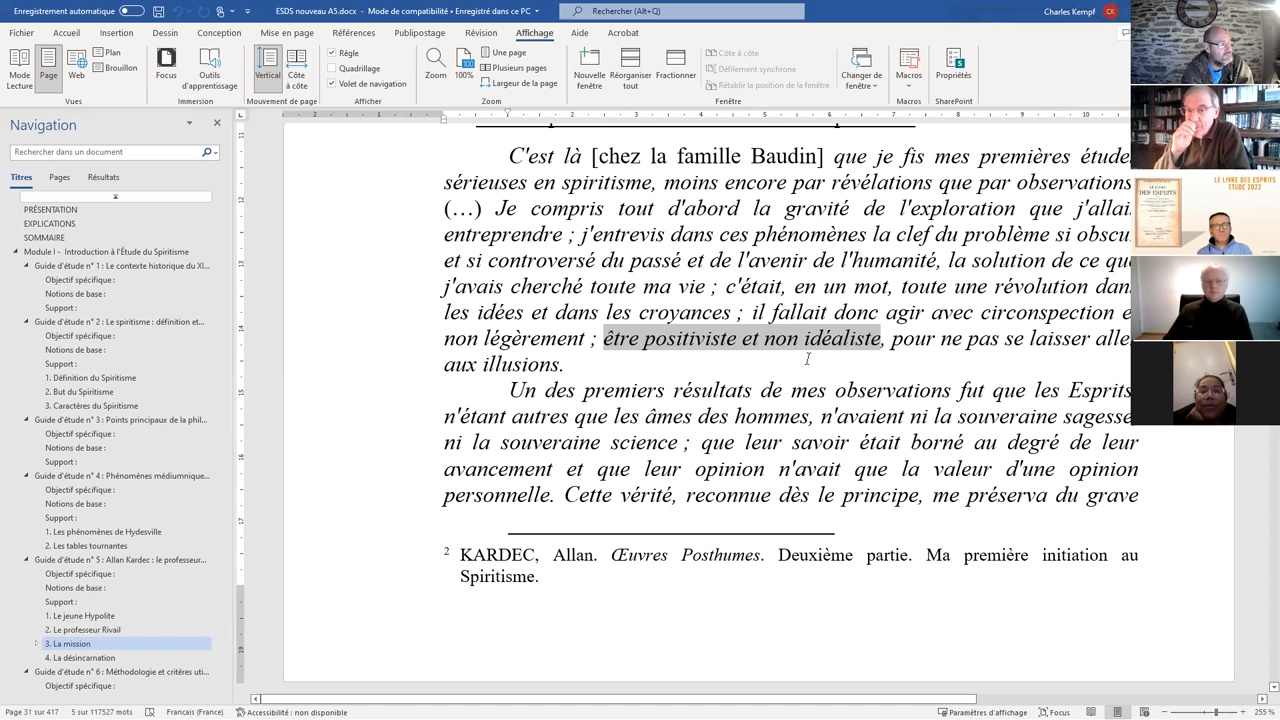 Enregistrement automatique
ESDS nouveau A5.docx - Mode de compatibilité • Enregistré dans ce PC
Rechercher (Alt+Q)
Charles Kempf
CK
Fichier Accueil Insertion Dessin Conception Mise en page Références Publipostage Révision Affichage Aide Acrobat
Mode Lecture
Page
Web
Plan
Brouillon
Vues
Focus
Outils d'apprentissage
Immersion
Vertical
Côte à côte
Mouvement de page
Règle
Quadrillage
Volet de navigation
Afficher
Zoom
100%
Une page
Plusieurs pages
Largeur de la page
Zoom
Nouvelle fenêtre
Réorganiser tout
Fractionner
Côte à côte
Défilement synchrone
Rétablir la position de la fenêtre
Changer de fenêtre
Fenêtre
Macros
Macros
Propriétés
SharePoint
Navigation
Rechercher dans un document
Titres Pages Résultats
PRÉSENTATION
EXPLICATIONS
SOMMAIRE
Module I - Introduction à l'Étude du Spiritisme
Guide d'étude n° 1 : Le contexte historique du XI...
Objectif spécifique :
Notions de base :
Support :
Guide d'étude n° 2 : Le spiritisme : définition et...
Objectif spécifique :
Notions de base :
Support :
1. Définition du Spiritisme
2. But du Spiritisme
3. Caractères du Spiritisme
Guide d'étude n° 3 : Points principaux de la phil...
Objectif spécifique :
Notions de base :
Support :
Guide d'étude n° 4 : Phénomènes médiumnique...
Objectif spécifique :
Notions de base :
Support :
1. Les phénomènes de Hydesville
2. Les tables tournantes
Guide d'étude n° 5 : Allan Kardec : le professeur...
Objectif spécifique :
Notions de base :
Support :
1. Le jeune Hypolite
2. Le professeur Rivail
3. La mission
4. La désincarnation
Guide d'étude n° 6 : Méthodologie et critères uti...
Objectif spécifique :
C'est là [chez la famille Baudin] que je fis mes premières étude
sérieuses en spiritisme, moins encore par révélations que par observations
(…) Je compris tout d'abord la gravité de l'exploration que j'allai
entreprendre ; j'entrevis dans ces phénomènes la clef du problème si obscu
et si controversé du passé et de l'avenir de l'humanité, la solution de ce que
j'avais cherché toute ma vie ; c'était, en un mot, toute une révolution dan
les idées et dans les croyances ; il fallait donc agir avec circonspection e
non légèrement ; être positiviste et non idéaliste, pour ne pas se laisser alle
aux illusions.
Un des premiers résultats de mes observations fut que les Esprits
n'étant autres que les âmes des hommes, n'avaient ni la souveraine sagesse
ni la souveraine science ; que leur savoir était borné au degré de leur
avancement et que leur opinion n'avait que la valeur d'une opinion
personnelle. Cette vérité, reconnue dès le principe, me préserva du grave
2 KARDEC, Allan. Œuvres Posthumes. Deuxième partie. Ma première initiation au
Spiritisme.
LE LIVRE DES ESPRITS
ETUDE 2022
Page 31 sur 417 5 sur 117527 mots Français (France) Accessibilité : non disponible Paramètres d'affichage Focus 255 %